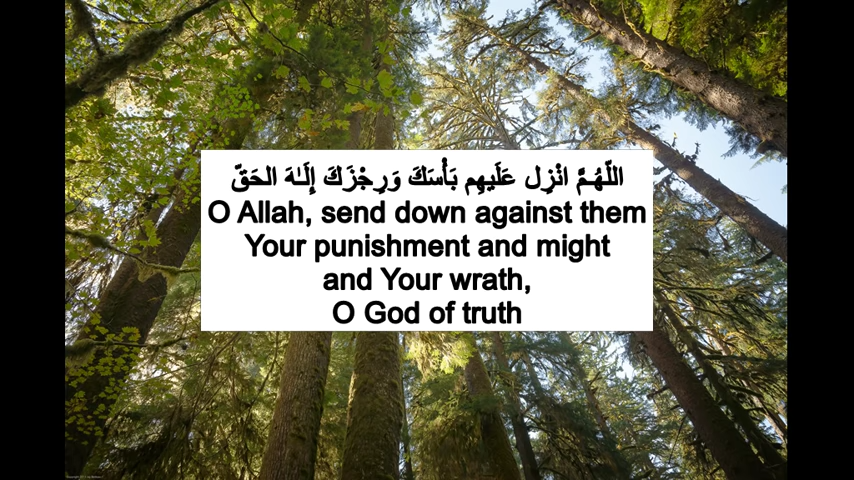 اللَّهُمَّ انْزِل عَلَيهِم بَأْسَكَ وَرِجْزَكَ إِلَـٰهَ الحَقّ
O Allah, send down against them
Your punishment and might
and Your wrath,
O God of truth